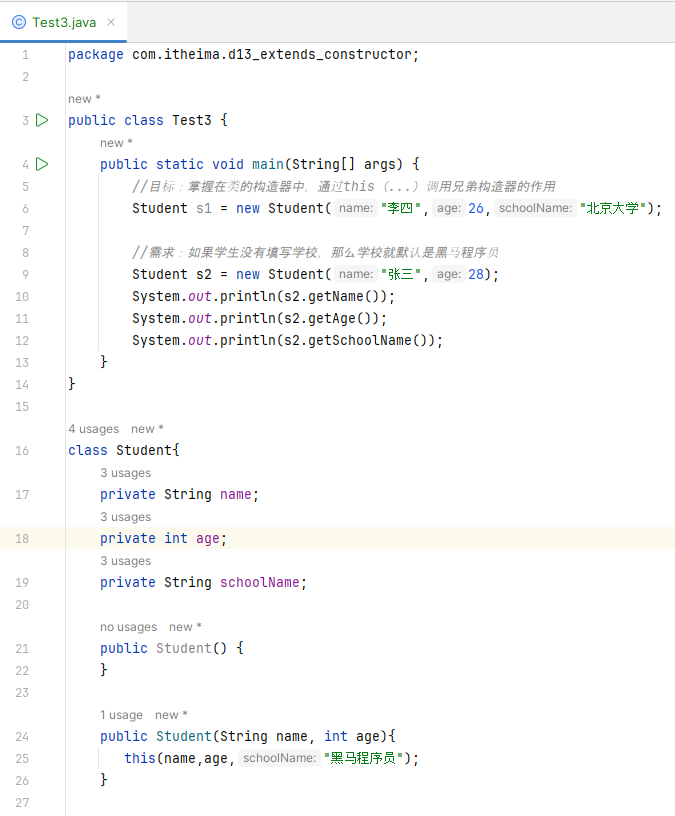 Test3.java
1 package com.itheima.d13_extends_constructor;
2
new *
3 public class Test3 {
new *
4 public static void main(String[] args) {
5 //目标：掌握在类的构造器中，通过this（...）调用兄弟构造器的作用
6 Student s1 = new Student( name: "李四", age: 26, schoolName: "北京大学");
7
8 //需求：如果学生没有填写学校，那么学校就默认是黑马程序员
9 Student s2 = new Student( name: "张三", age: 28);
10 System.out.println(s2.getName());
11 System.out.println(s2.getAge());
12 System.out.println(s2.getSchoolName());
13 }
14 }
15
4 usages new *
16 class Student{
3 usages
17 private String name;
3 usages
18 private int age;
3 usages
19 private String schoolName;
20
no usages new *
21 public Student() {
22 }
23
1 usage new *
24 public Student(String name, int age){
25 this(name,age, schoolName: "黑马程序员");
26 }
27